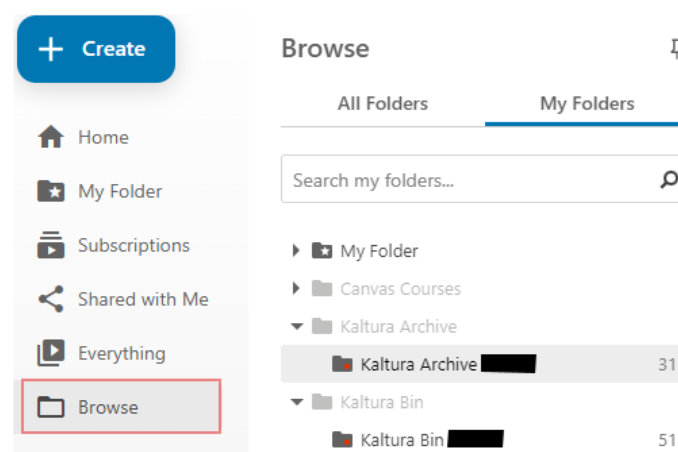 Create
Home
My Folder
Subscriptions
Shared with Me
Everything
Browse
Browse
All Folders
My Folders
Search my folders...
My Folder
Canvas Courses
Kaltura Archive
Kaltura Archive
31
Kaltura Bin
Kaltura Bin
51